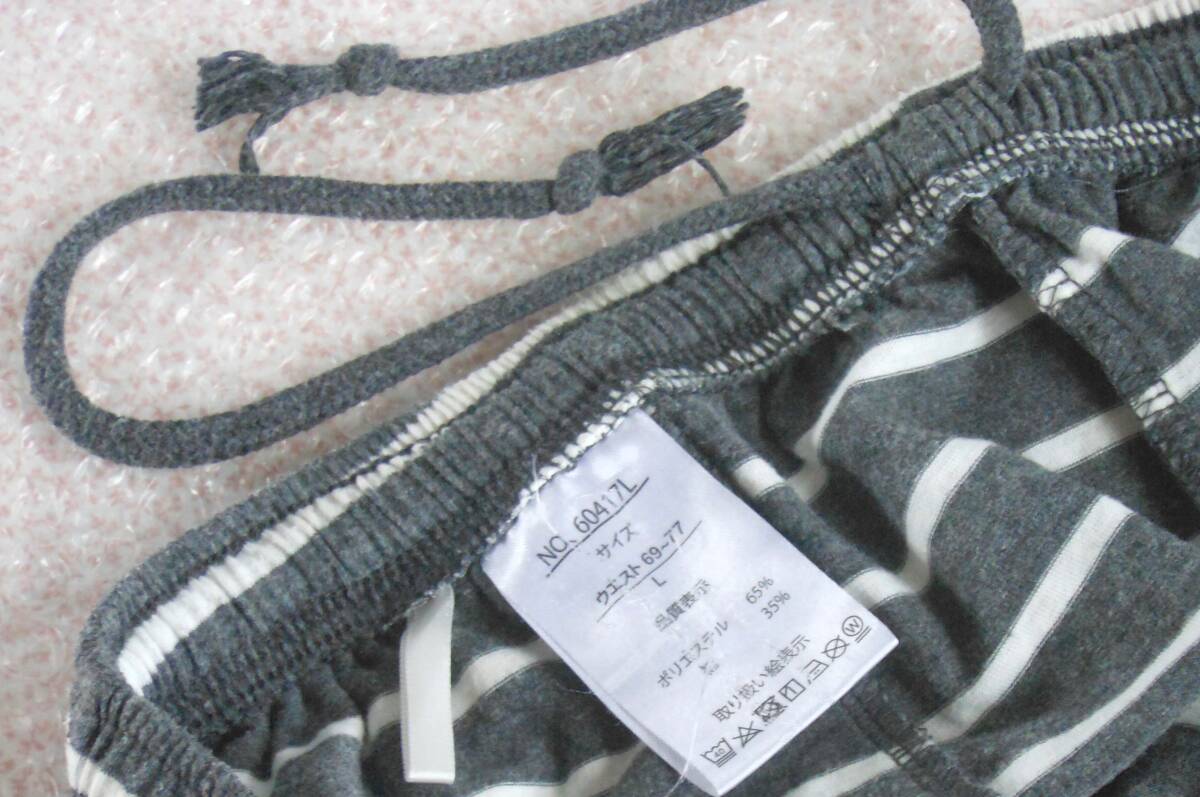 NO. 60417L
サイズ
ウエスト 69~77
L
品質表示
ポリエステル 65%
35%
取り扱い絵表示
40
W